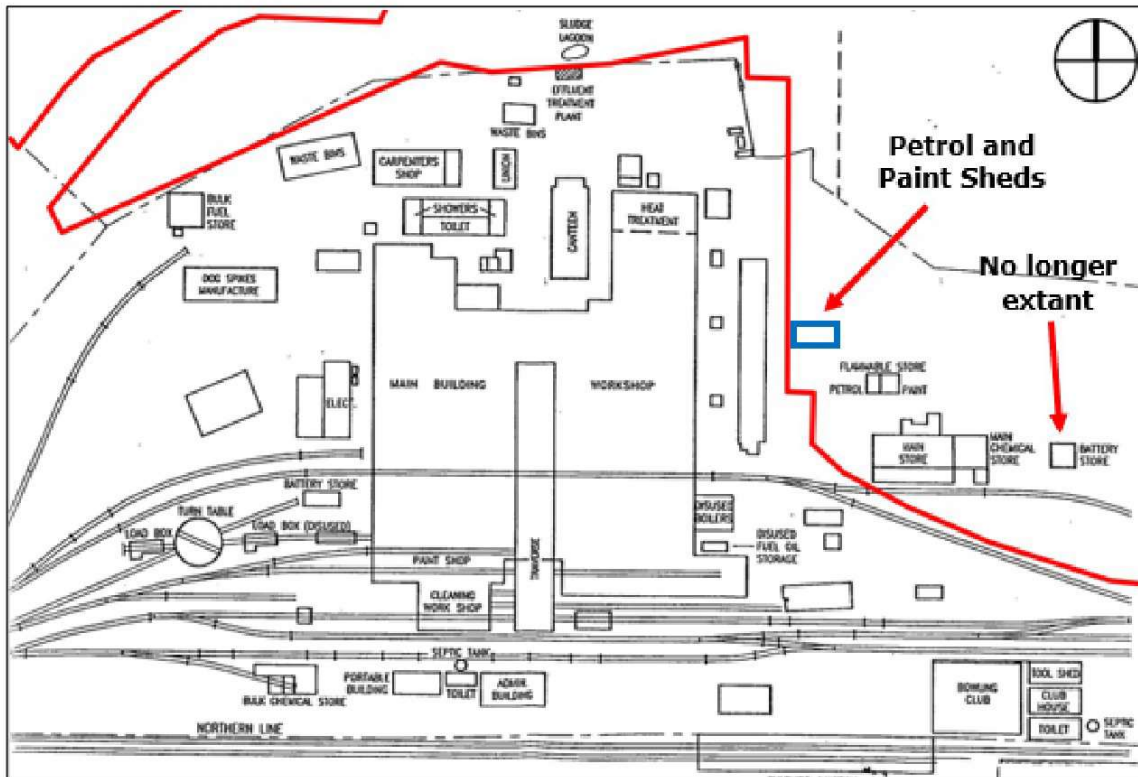 SLUDGE
LAGOON
EFFLUENT
TREATMENT
PLANT
WASTE BINS
WASTE BINS
CARPENTERS
SHOP
UNION
Petrol and
Paint Sheds
BULK
FUEL
STORE
SHOWERS
TOILET
CANTEEN
HEAT
TREATMENT
No longer
extant
DOG SPIKES
MANUFACTURE
MAIN BUILDING
WORKSHOP
FLAMMABLE STORE
PETROL
PAINT
ELECT.
MAIN
STORE
MAIN
CHEMICAL
STORE
BATTERY
STORE
BATTERY STORE
TURN TABLE
LOAD BOX
LOAD BOX (DISUSED)
DISUSED
BOILERS
DISUSED
FUEL OIL
STORAGE
PAINT SHOP
TRAVERSE
CLEANING
WORK SHOP
SEPTIC TANK
PORTABLE
BUILDING
TOILET
ADMIN
BUILDING
BULK CHEMICAL STORE
BOWLING
CLUB
TOOL SHED
CLUB
HOUSE
TOILET
SEPTIC
TANK
NORTHERN LINE